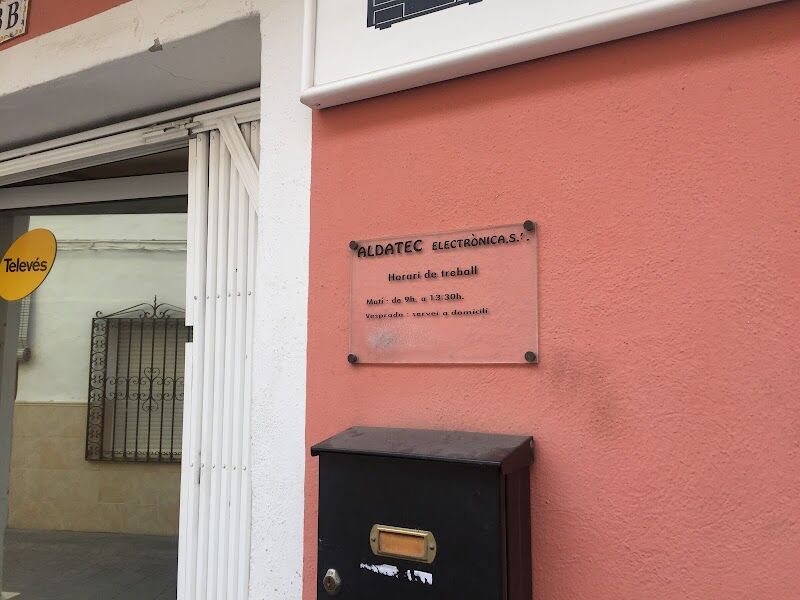 B
Televés
ALDATEC ELECTRÒNICA,S.L.
Horari de treball
Matí : de 9h. a 13:30h.
Vesprada : servei a domicili